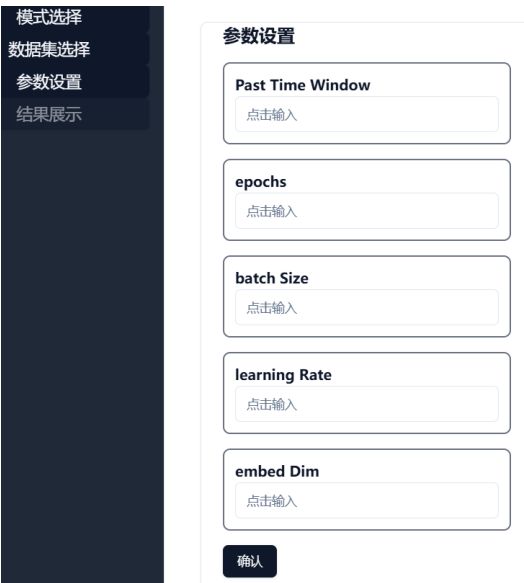 模式选择
数据集选择
参数设置
结果展示
参数设置
Past Time Window
点击输入
epochs
点击输入
batch Size
点击输入
learning Rate
点击输入
embed Dim
点击输入
确认